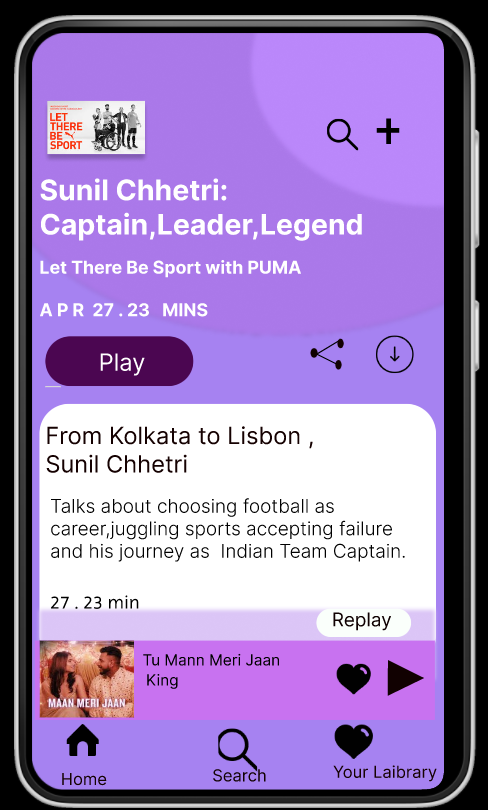 LET
THERE
BE
SPORT
Sunil Chhetri:
Captain,Leader,Legend
Let There Be Sport with PUMA
APR 27 . 23 MINS
Play
From Kolkata to Lisbon ,
Sunil Chhetri
Talks about choosing football as
career,juggling sports accepting failure
and his journey as Indian Team Captain.
27 . 23 min
Replay
Tu Mann Meri Jaan
King
MAAN MERI JAAN
Home
Search
Your Laibrary